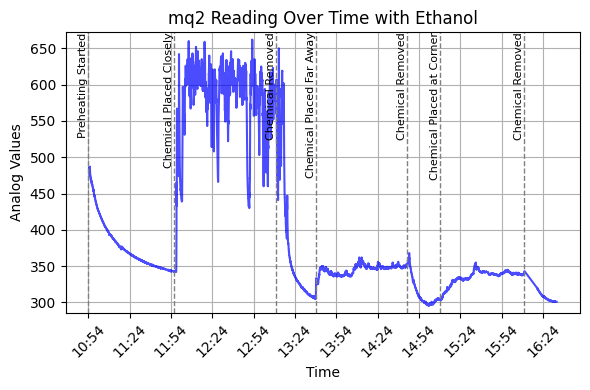 mq2 Reading Over Time with Ethanol
Analog Values
650
600
550
500
450
400
350
300
Preheating Started
Chemical Placed Closely
Chemical Removed
Chemical Placed Far Away
Chemical Removed
Chemical Placed at Corner
Chemical Removed
10:54
11:24
11:54
12:24
12:54
13:24
13:54
14:24
14:54
15:24
15:54
16:24
Time